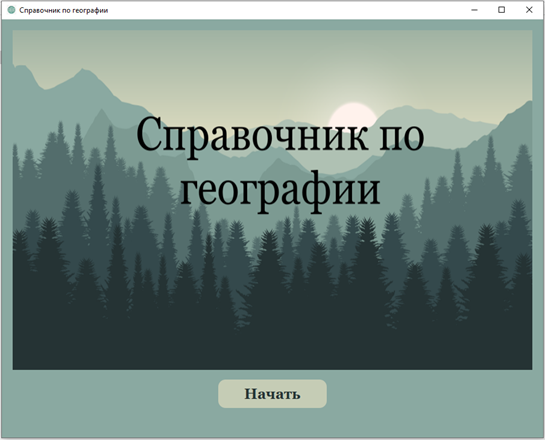 Справочник по географии
Справочник по
географии
Начать